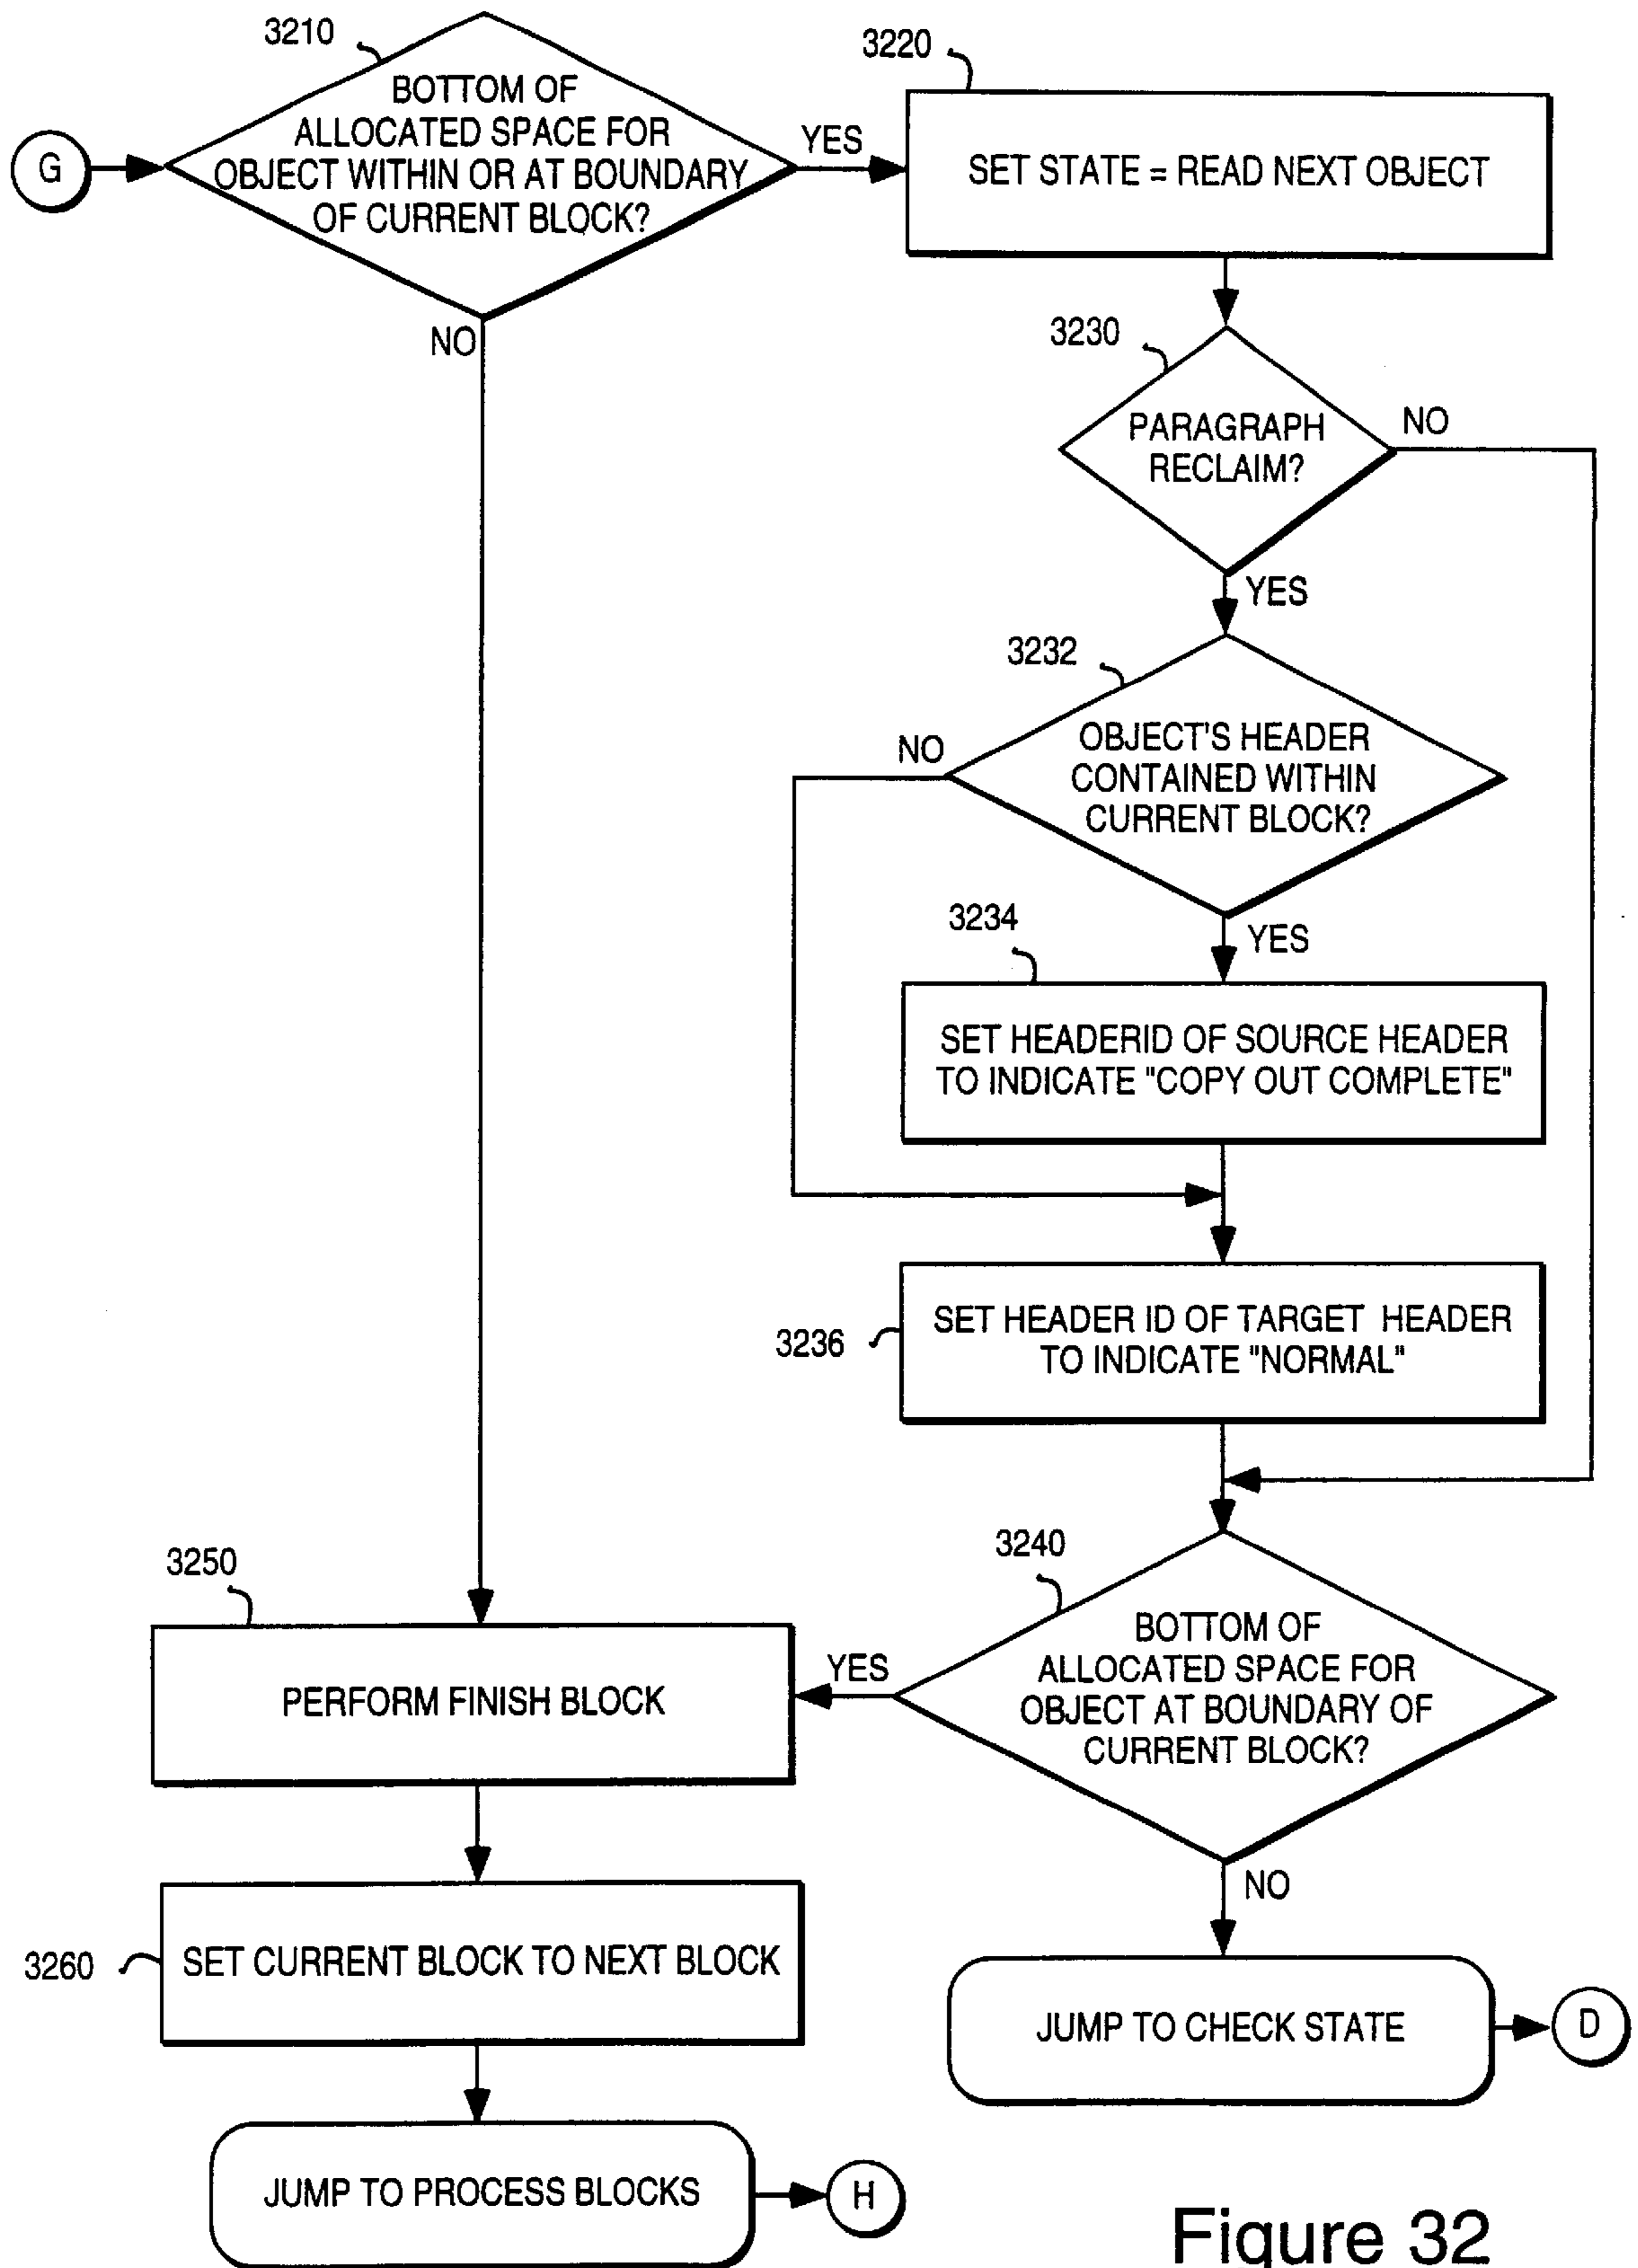 3210
BOTTOM OF
ALLOCATED SPACE FOR
OBJECT WITHIN OR AT BOUNDARY
OF CURRENT BLOCK?
G
YES
NO
3220
SET STATE = READ NEXT OBJECT
3230
PARAGRAPH
RECLAIM?
NO
YES
3232
OBJECT'S HEADER
CONTAINED WITHIN
CURRENT BLOCK?
NO
YES
3234
SET HEADERID OF SOURCE HEADER
TO INDICATE "COPY OUT COMPLETE"
3236
SET HEADER ID OF TARGET HEADER
TO INDICATE "NORMAL"
3240
BOTTOM OF
ALLOCATED SPACE FOR
OBJECT AT BOUNDARY OF
CURRENT BLOCK?
YES
NO
3250
PERFORM FINISH BLOCK
3260
SET CURRENT BLOCK TO NEXT BLOCK
JUMP TO CHECK STATE
D
JUMP TO PROCESS BLOCKS
H
Figure 32